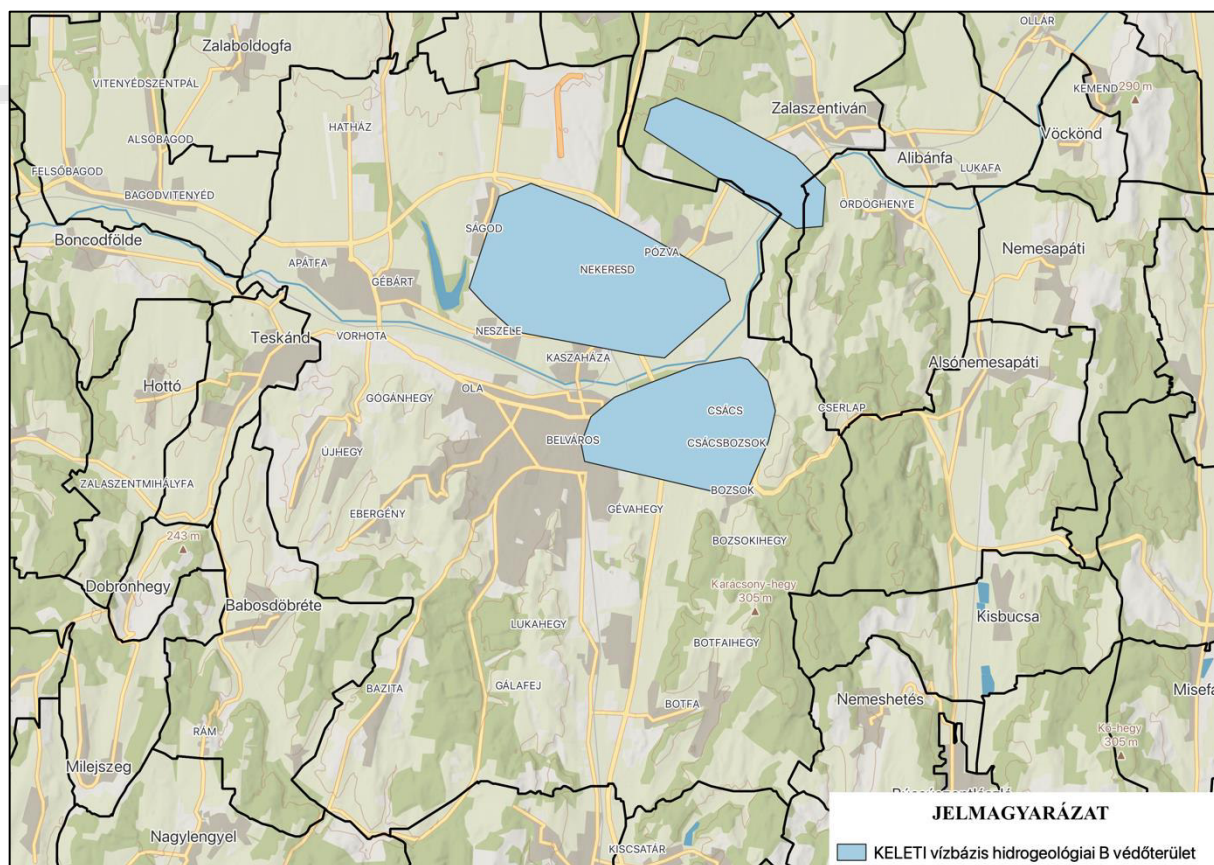 OLLÁR
Zalaboldogfa
VITENYÉDSZENTPÁL
KEMEND
290 m
Zalaszentiván
HATHÁZ
Vöckönd
ALSÓBAGOD
Alibánfa
LUKAFA
FELSŐBAGOD
BAGODVITENYÉD
ÖRDÖGHENYE
SÁGOD
Boncodfölde
PÓZVA
Nemesapáti
APÁTFA
NEKERESD
GÉBÁRT
NESZELE
Teskánd
VORHOTA
KASZAHÁZA
Alsónemesapáti
Hottó
OLA
GÓGÁNHEGY
CSÁCS
CSERLAP
BELVÁROS
CSÁCSBOZSOK
ÚJHEGY
ZALASZENTMIHÁLYFA
BOZSOK
EBERGÉNY
GÉVAHEGY
243 m
BOZSOKIHEGY
Dobronhegy
Karácsony-hegy
305 m
Babosdöbréte
Kisbucsa
LUKAHEGY
BOTFAIHEGY
BAZITA
GÁLAFEJ
Nemeshetés
Misefa
BOTFA
RÁM
Kő-hegy
305 m
Milejszeg
JELMAGYARÁZAT
Nagylengyel
KISCSATÁR
KELETI vízbázis hidrogeológiai B védőterület